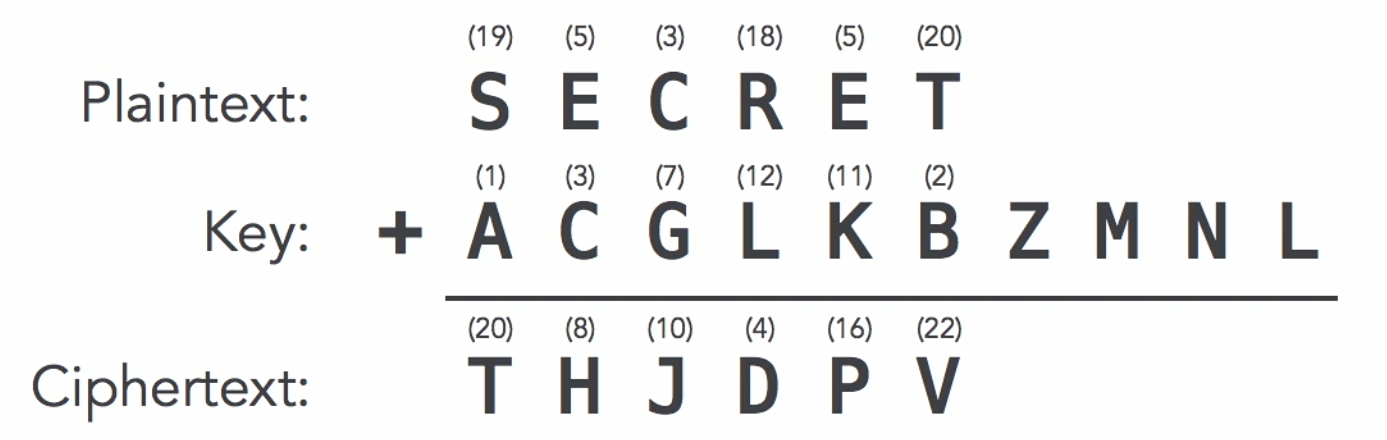 (19) (5) (3) (18) (5) (20)
Plaintext: S E C R E T
(1) (3) (7) (12) (11) (2)
Key: + A C G L K B Z M N L
(20) (8) (10) (4) (16) (22)
Ciphertext: T H J D P V